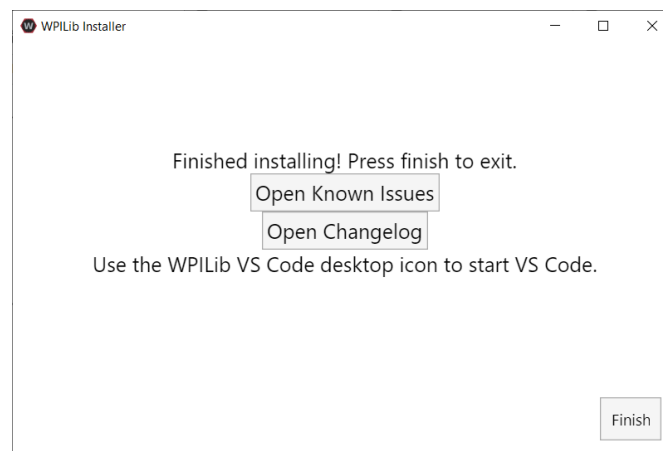 WPILib Installer
Finished installing! Press finish to exit.
Open Known Issues
Open Changelog
Use the WPILib VS Code desktop icon to start VS Code.
Finish